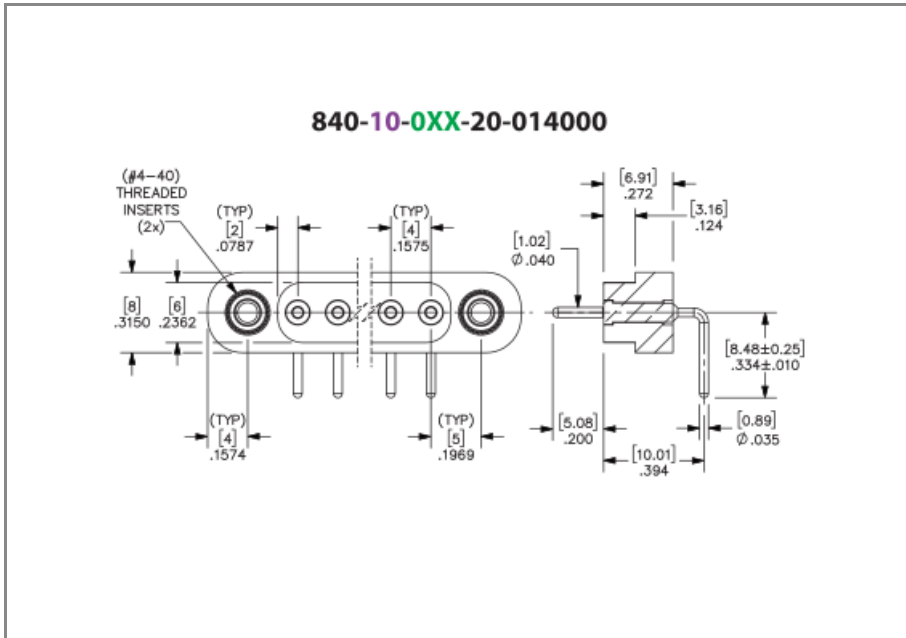 840-10-0XX-20-014000
(#4-40)
THREADED
INSERTS
(2x)
(TYP)
[2]
.0787
(TYP)
[4]
.1575
[6.91]
.272
[3.16]
.124
[1.02]
Ø.040
[8]
.3150
[6]
.2362
[8.48±0.25]
.334±.010
(TYP)
[4]
.1574
(TYP)
[5]
.1969
[5.08]
.200
[0.89]
Ø.035
[10.01]
.394